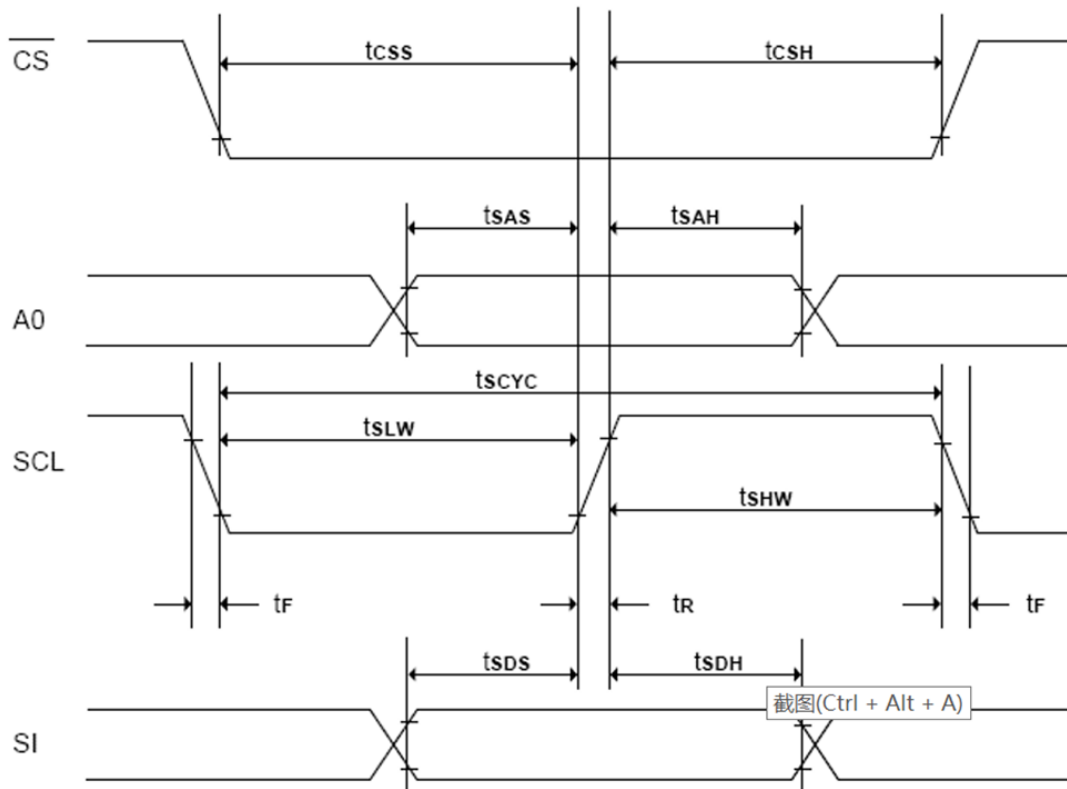 CS
tCSS
tCSH
tSAS
tSAH
A0
tSCYC
tSLW
SCL
tSHW
tF
tR
tF
tSDS
tSDH
截图(Ctrl + Alt + A)
SI